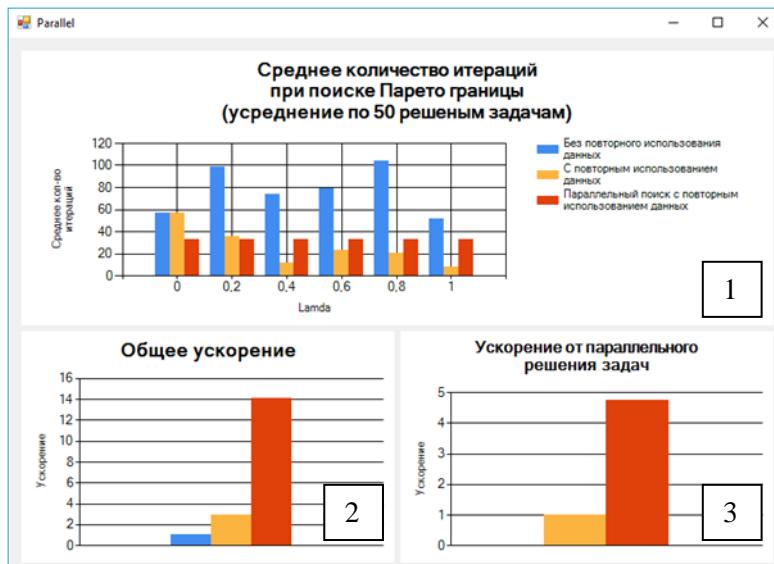 Parallel
Среднее количество итераций
при поиске Парето границы
(усреднение по 50 решеным задачам)
Среднее кол-во
итераций
120
100
80
60
40
20
0
0
0,2
0,4
0,6
0,8
1
Lamda
Без повторного использования
данных
С повторным использованием
данных
Параллельный поиск с повторным
использованием данных
1
Общее ускорение
Ускорение
16
14
12
10
8
6
4
2
0
2
Ускорение от параллельного
решения задач
Ускорение
5
4
3
2
1
0
3